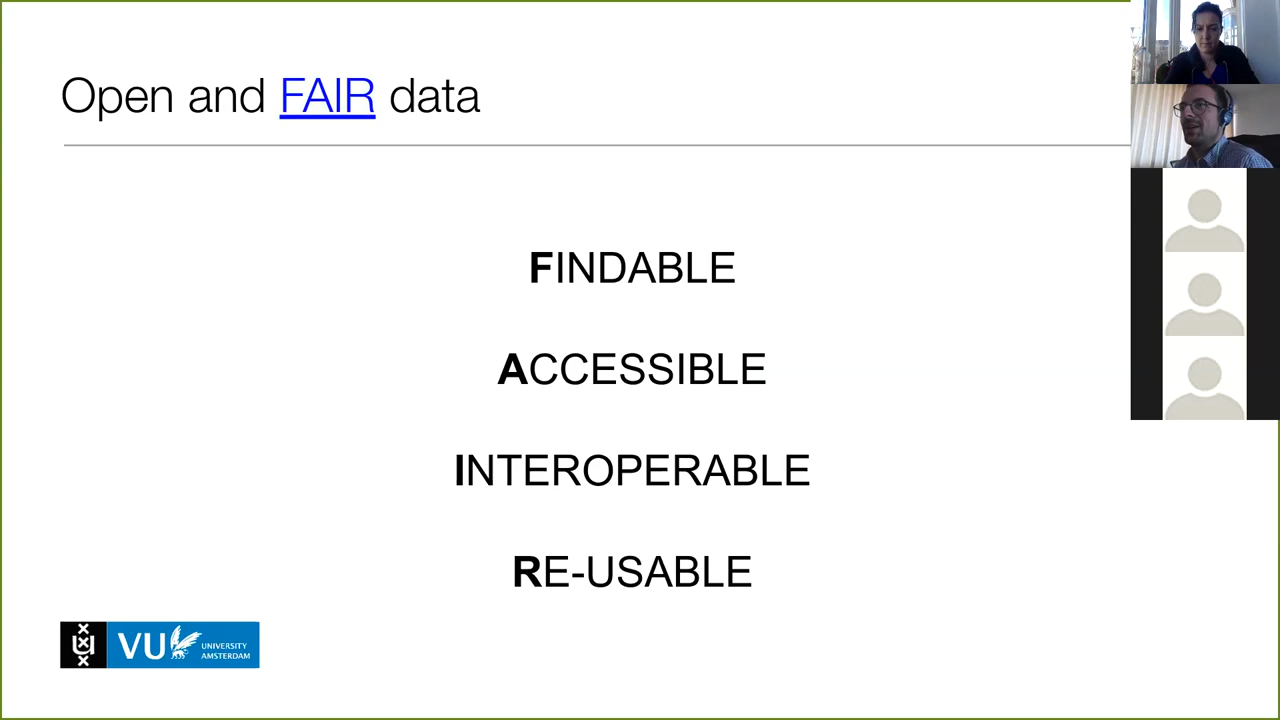 Open and FAIR data
FINDABLE
ACCESSIBLE
INTEROPERABLE
RE-USABLE
U VU UNIVERSITY
AMSTERDAM